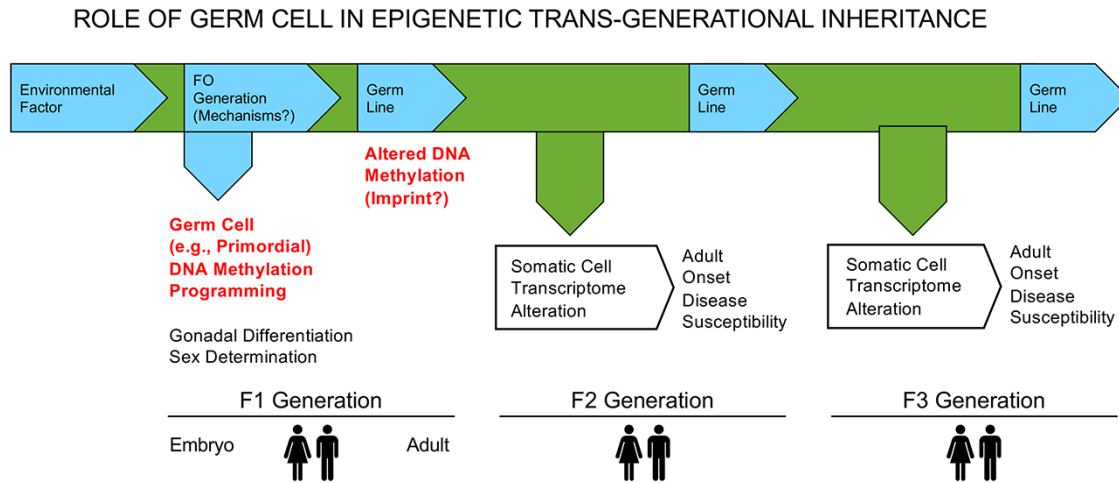 ROLE OF GERM CELL IN EPIGENETIC TRANS-GENERATIONAL INHERITANCE
Environmental
Factor
FO
Generation
(Mechanisms?)
Germ
Line
Germ
Line
Germ
Line
Altered DNA
Methylation
(Imprint?)
Germ Cell
(e.g., Primordial)
DNA Methylation
Programming
Gonadal Differentiation
Sex Determination
Somatic Cell
Transcriptome
Alteration
Adult
Onset
Disease
Susceptibility
Somatic Cell
Transcriptome
Alteration
Adult
Onset
Disease
Susceptibility
F1 Generation
Embryo
Adult
F2 Generation
F3 Generation